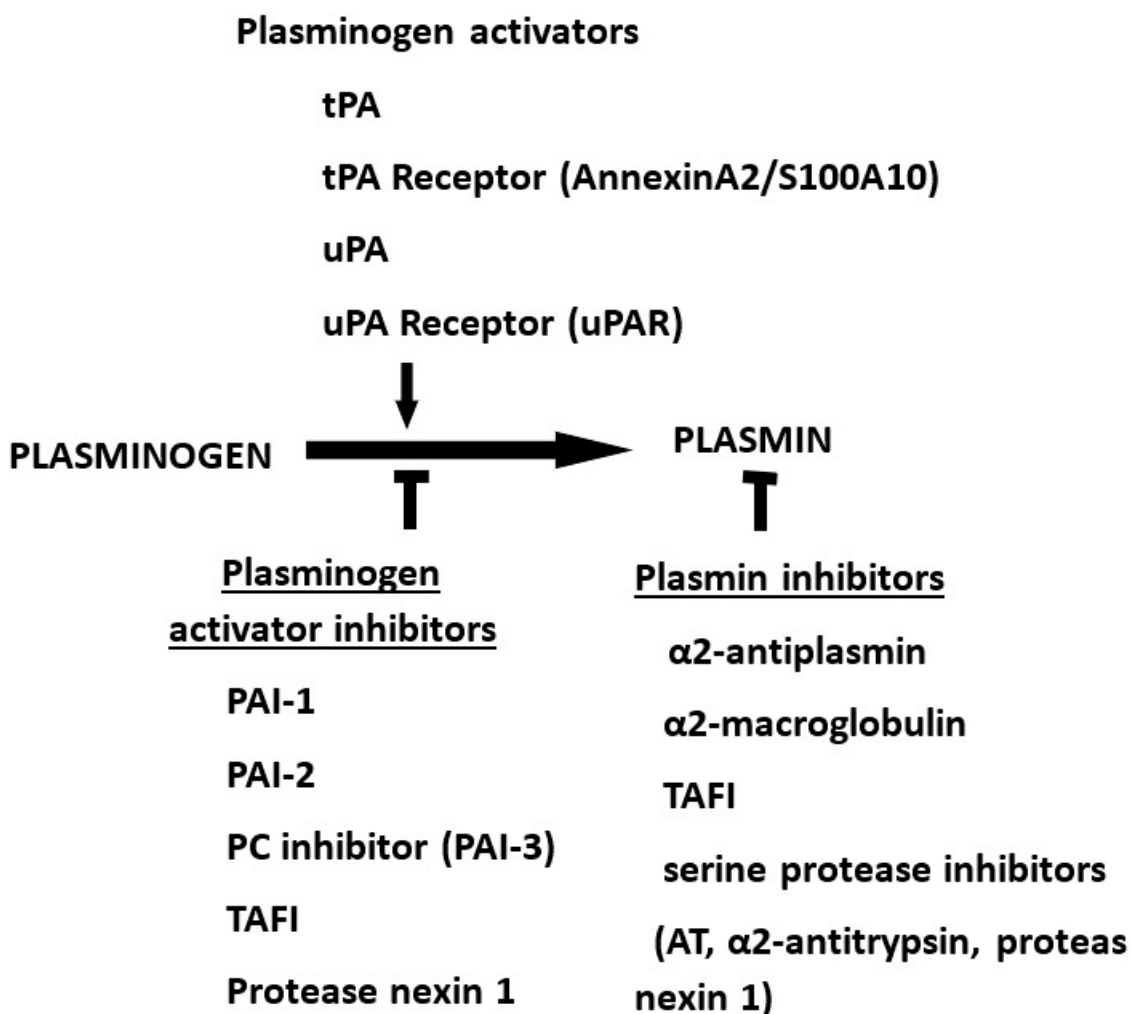 Plasminogen activators
tPA
tPA Receptor (AnnexinA2/S100A10)
uPA
uPA Receptor (uPAR)
PLASMINOGEN
PLASMIN
Plasminogen
activator inhibitors
PAI-1
PAI-2
PC inhibitor (PAI-3)
TAFI
Protease nexin 1
Plasmin inhibitors
α2-antiplasmin
α2-macroglobulin
TAFI
serine protease inhibitors
(AT, α2-antitrypsin, proteas
nexin 1)